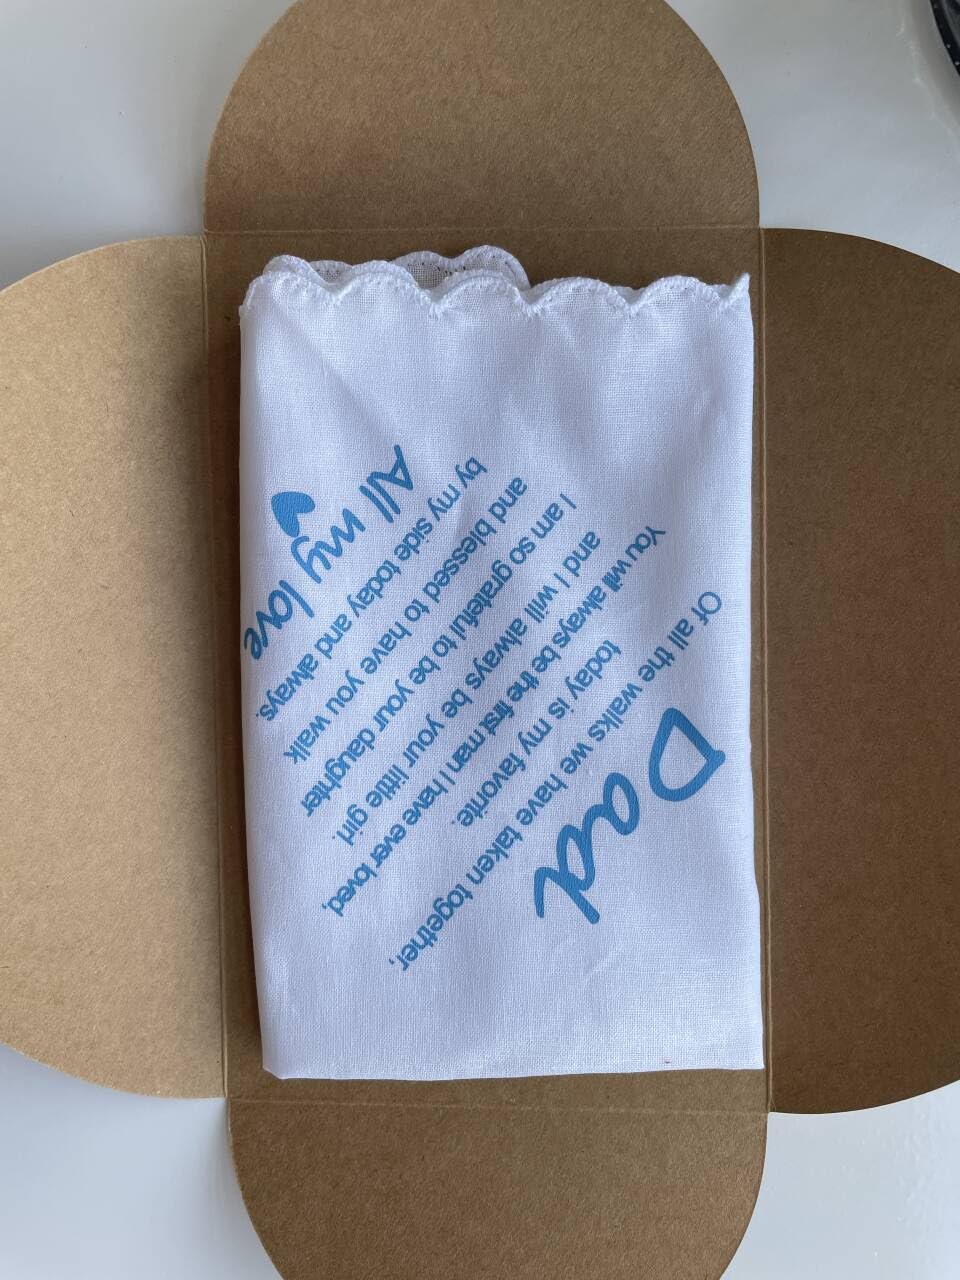 Dad
Of all the walks we have taken together,
today is my favorite.
You will always be the first man I have ever loved,
and I will always be your little girl.
I am so grateful to be your daughter
and blessed to have you walk
by my side today and always.
All my love